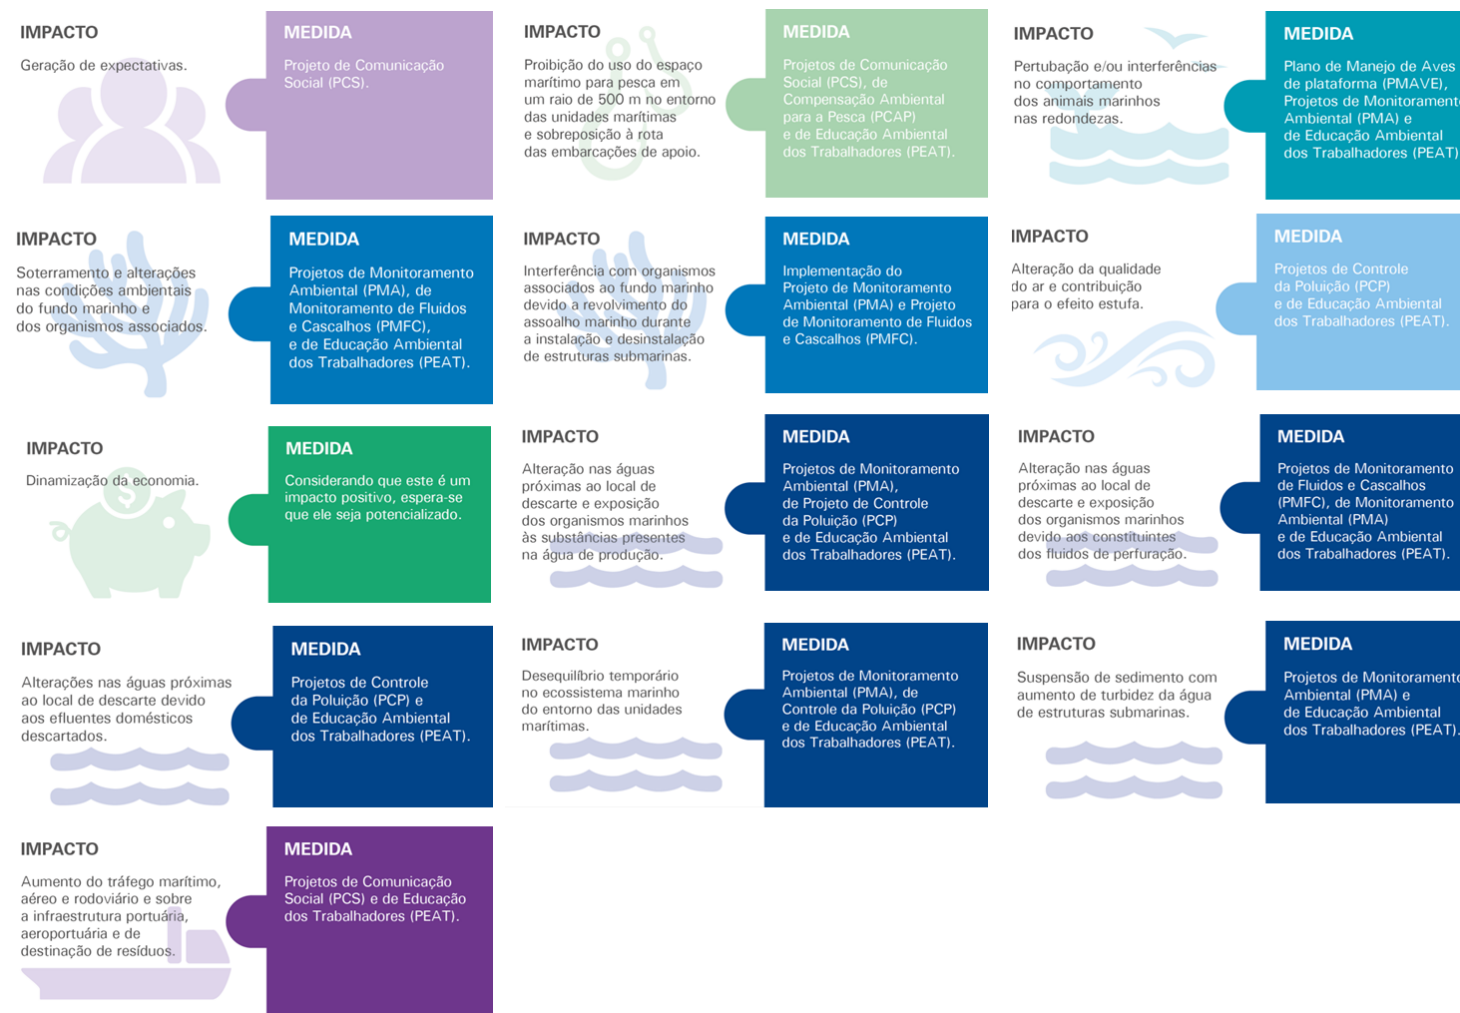 IMPACTO
Geração de expectativas.
MEDIDA
Projeto de Comunicação
Social (PCS).
IMPACTO
Proibição do uso do espaço
marítimo para pesca em
um raio de 500 m no entorno
das unidades marítimas
e sobreposição à rota
das embarcações de apoio.
MEDIDA
Projetos de Comunicação
Social (PCS), de
Compensação Ambiental
para a Pesca (PCAP)
e de Educação Ambiental
dos Trabalhadores (PEAT).
IMPACTO
Pertubação e/ou interferências
no comportamento
dos animais marinhos
nas redondezas.
MEDIDA
Plano de Manejo de Aves
de plataforma (PMAVE),
Projetos de Monitoramento
Ambiental (PMA) e
de Educação Ambiental
dos Trabalhadores (PEAT)
IMPACTO
Soterramento e alterações
nas condições ambientais
do fundo marinho e
dos organismos associados.
MEDIDA
Projetos de Monitoramento
Ambiental (PMA), de
Monitoramento de Fluidos
e Cascalhos (PMFC),
e de Educação Ambiental
dos Trabalhadores (PEAT).
IMPACTO
Interferência com organismos
associados ao fundo marinho
devido a revolvimento do
assoalho marinho durante
a instalação e desinstalação
de estruturas submarinas.
MEDIDA
Implementação do
Projeto de Monitoramento
Ambiental (PMA) e Projeto
de Monitoramento de Fluidos
e Cascalhos (PMFC).
IMPACTO
Alteração da qualidade
do ar e contribuição
para o efeito estufa.
MEDIDA
Projetos de Controle
da Poluição (PCP)
e de Educação Ambiental
dos Trabalhadores (PEAT).
IMPACTO
Dinamização da economia.
MEDIDA
Considerando que este é um
impacto positivo, espera-se
que ele seja potencializado.
IMPACTO
Alteração nas águas
próximas ao local de
descarte e exposição
dos organismos marinhos
às substâncias presentes
na água de produção.
MEDIDA
Projetos de Monitoramento
Ambiental (PMA),
de Projeto de Controle
da Poluição (PCP)
e de Educação Ambiental
dos Trabalhadores (PEAT).
IMPACTO
Alteração nas águas
próximas ao local de
descarte e exposição
dos organismos marinhos
devido aos constituintes
dos fluidos de perfuração.
MEDIDA
Projetos de Monitoramento
de Fluidos e Cascalhos
(PMFC), de Monitoramento
Ambiental (PMA)
e de Educação Ambiental
dos Trabalhadores (PEAT).
IMPACTO
Alterações nas águas próximas
ao local de descarte devido
aos efluentes domésticos
descartados.
MEDIDA
Projetos de Controle
da Poluição (PCP) e
de Educação Ambiental
dos Trabalhadores (PEAT).
IMPACTO
Desequilíbrio temporário
no ecossistema marinho
do entorno das unidades
marítimas.
MEDIDA
Projetos de Monitoramento
Ambiental (PMA), de
Controle da Poluição (PCP)
e de Educação Ambiental
dos Trabalhadores (PEAT).
IMPACTO
Suspensão de sedimento com
aumento de turbidez da água
de estruturas submarinas.
MEDIDA
Projetos de Monitoramento
Ambiental (PMA) e
de Educação Ambiental
dos Trabalhadores (PEAT).
IMPACTO
Aumento do tráfego marítimo,
aéreo e rodoviário e sobre
a infraestrutura portuária,
aeroportuária e de
destinação de resíduos.
MEDIDA
Projetos de Comunicação
Social (PCS) e de Educação
dos Trabalhadores (PEAT).